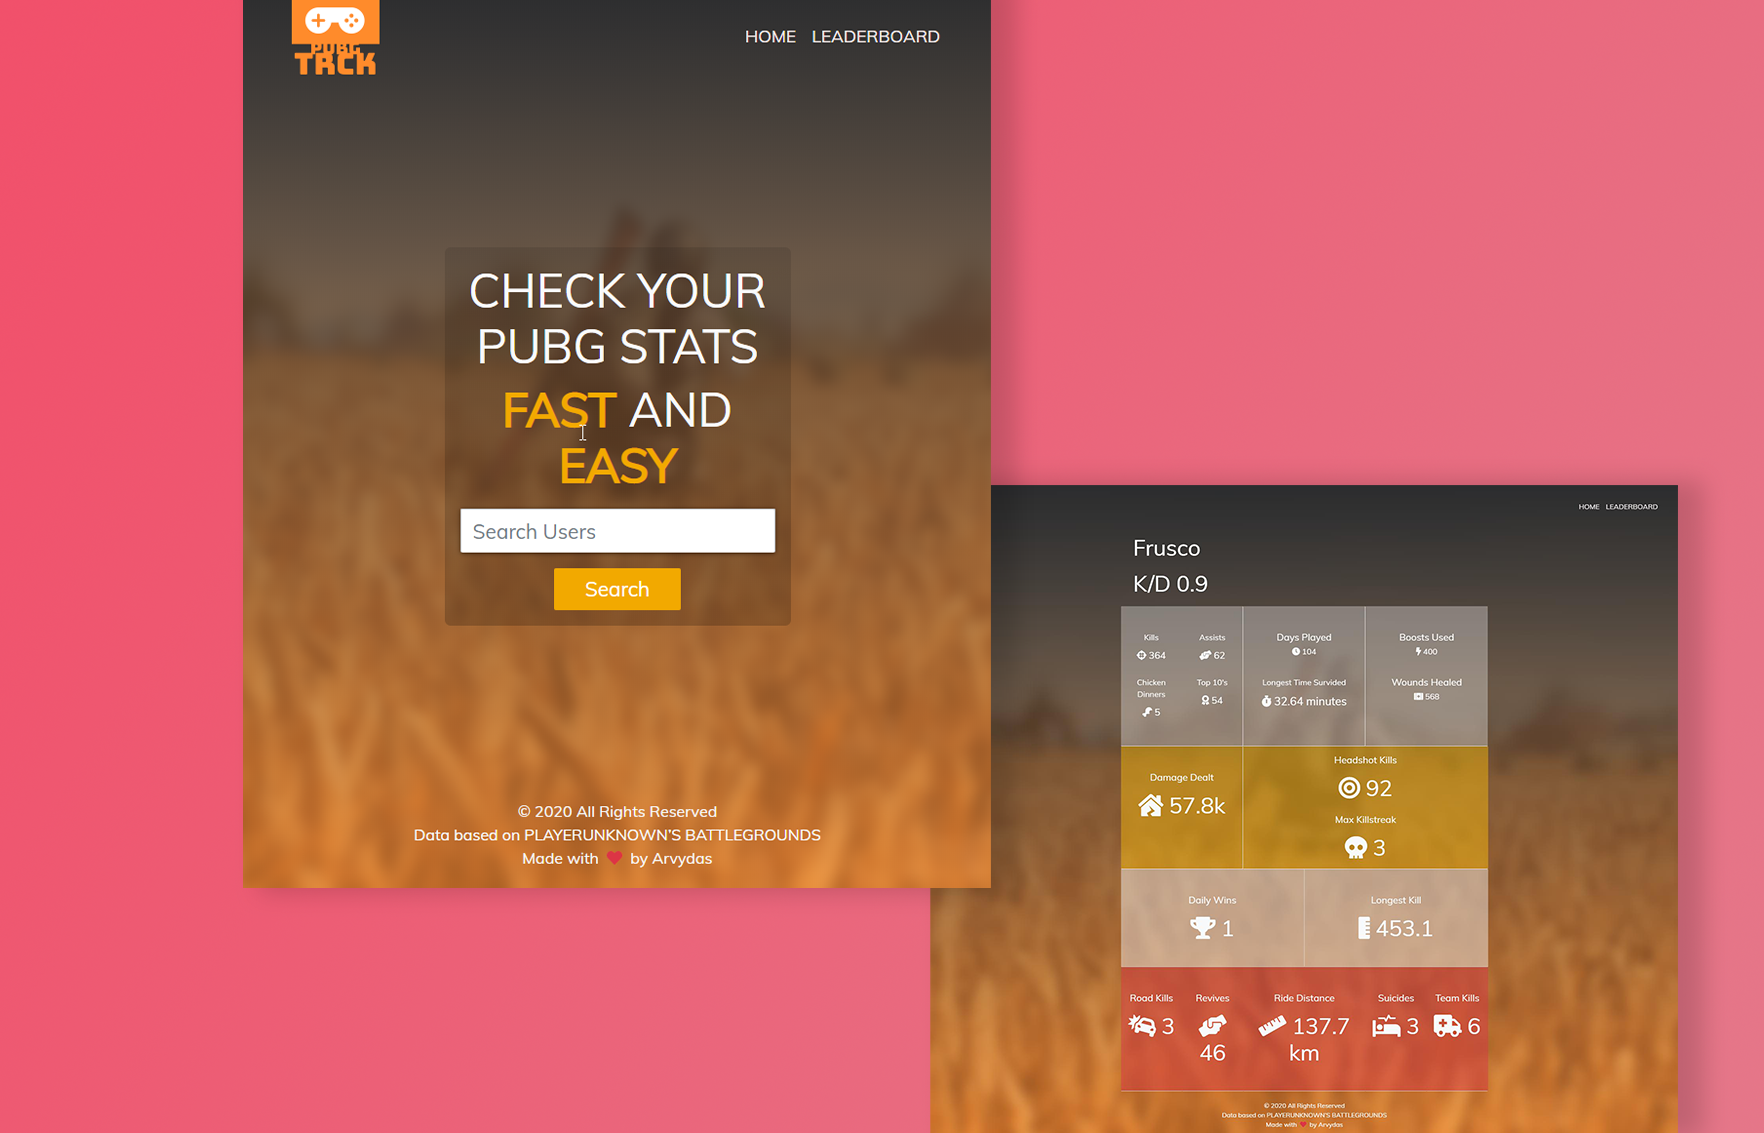 PUBG
TRCK
HOME LEADERBOARD
CHECK YOUR
PUBG STATS
FAST AND
EASY
Search Users
Search
© 2020 All Rights Reserved
Data based on PLAYERUNKNOWN'S BATTLEGROUNDS
Made with by Arvydas
HOME LEADERBOARD
Frusco
K/D 0.9
Kills
364
Assists
62
Chicken
Dinners
5
Top 10's
54
Days Played
104
Longest Time Survided
32.64 minutes
Boosts Used
400
Wounds Healed
568
Damage Dealt
57.8k
Headshot Kills
92
Max Killstreak
3
Daily Wins
1
Longest Kill
453.1
Road Kills
3
Revives
46
Ride Distance
137.7
km
Suicides
3
Team Kills
6
© 2020 All Rights Reserved
Data based on PLAYERUNKNOWN'S BATTLEGROUNDS
Made with by Arvydas